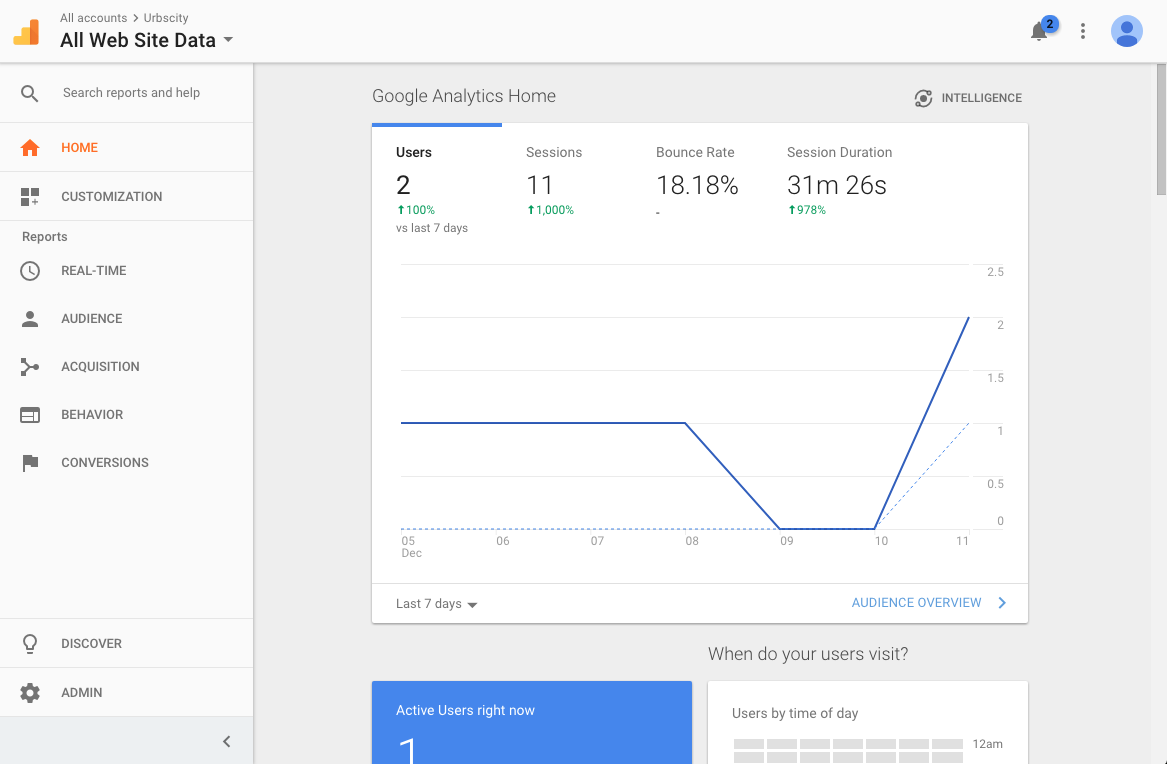 All accounts > Urbscity
All Web Site Data
2
Search reports and help
HOME
CUSTOMIZATION
Reports
REAL-TIME
AUDIENCE
ACQUISITION
BEHAVIOR
CONVERSIONS
DISCOVER
ADMIN
Google Analytics Home
INTELLIGENCE
Users Sessions Bounce Rate Session Duration
2 11 18.18% 31m 26s
100% 1,000% - 978%
vs last 7 days
2.5
2
1.5
1
0.5
0
05 06 07 08 09 10 11
Dec
Last 7 days AUDIENCE OVERVIEW
When do your users visit?
Active Users right now
1
Users by time of day
12am